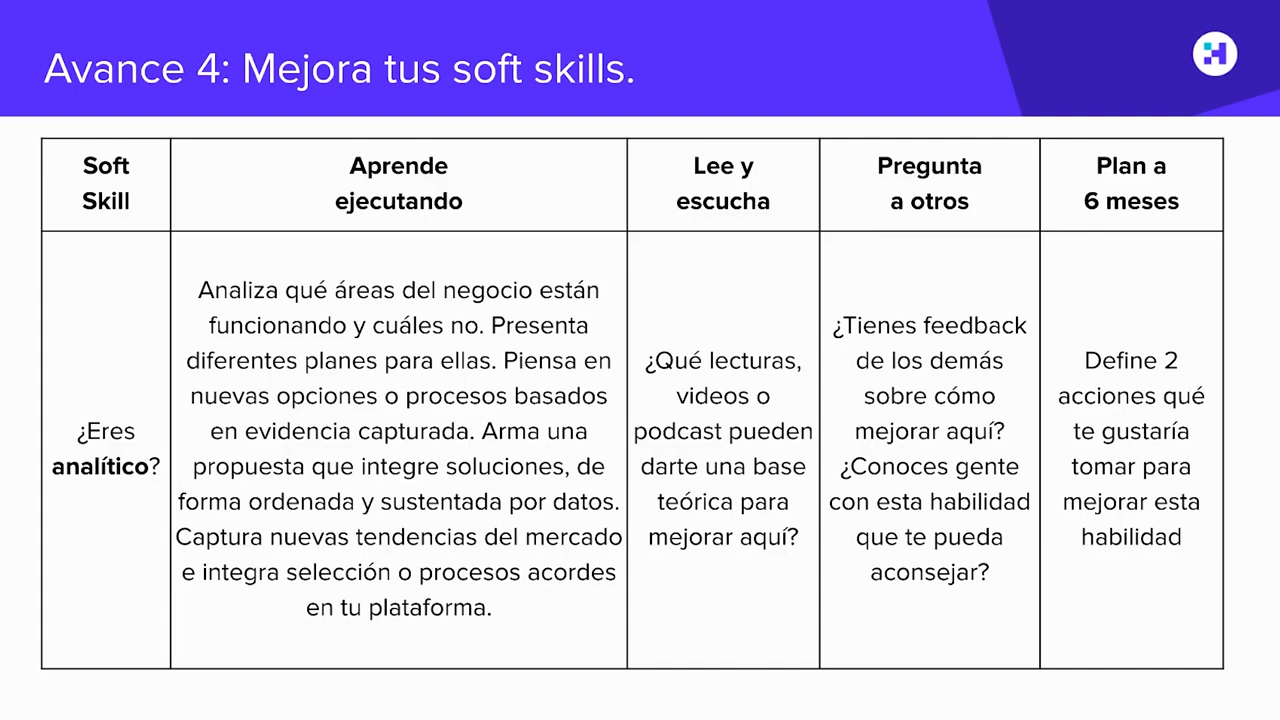 Avance 4: Mejora tus soft skills.
Soft
Skill
Aprende
ejecutando
Lee y
escucha
Pregunta
a otros
Plan a
6 meses
¿Eres
analítico?
Analiza qué áreas del negocio están
funcionando y cuáles no. Presenta
diferentes planes para ellas. Piensa en
nuevas opciones o procesos basados
en evidencia capturada. Arma una
propuesta que integre soluciones, de
forma ordenada y sustentada por datos.
Captura nuevas tendencias del mercado
e integra selección o procesos acordes
en tu plataforma.
¿Qué lecturas,
videos o
podcast pueden
darte una base
teórica para
mejorar aquí?
¿Tienes feedback
de los demás
sobre cómo
mejorar aquí?
¿Conoces gente
con esta habilidad
que te pueda
aconsejar?
Define 2
acciones qué
te gustaría
tomar para
mejorar esta
habilidad